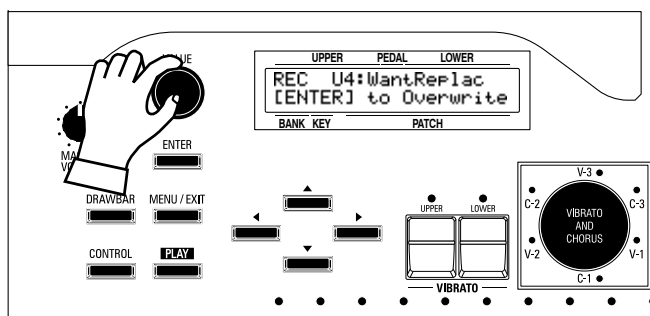 VALUE
UPPER PEDAL LOWER
REC U4:WantReplac
[ENTER] to Overwrite
BANK KEY PATCH
ENTER
DRAWBAR MENU / EXIT
CONTROL PLAY
UPPER LOWER
VIBRATO
V-3
C-2 C-3
VIBRATO
AND
CHORUS
V-2 V-1
C-1